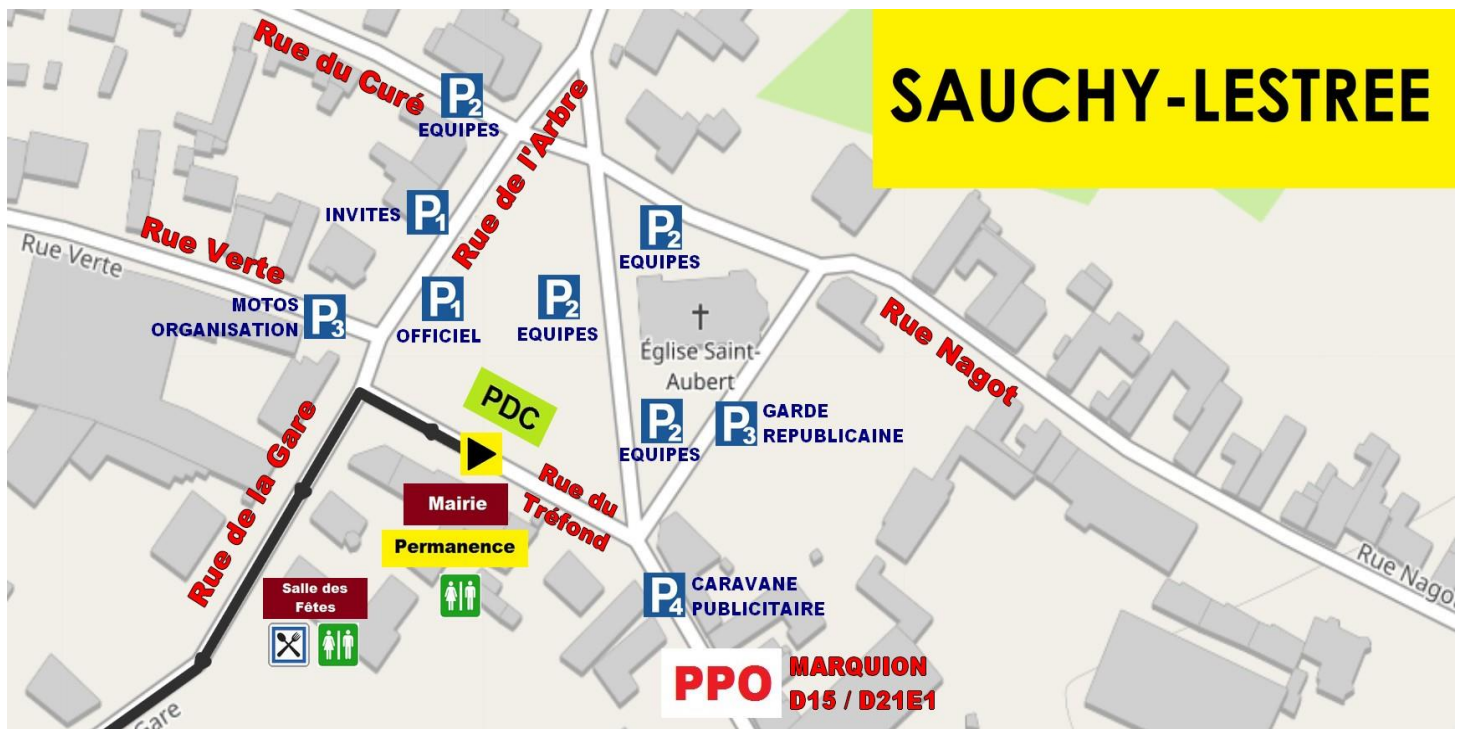 SAUCHY-LESTREE
Rue du Curé
P2
EQUIPES
Rue de l'Arbre
INVITES P1
Rue Verte
Rue Verte
P2
EQUIPES
MOTOS
ORGANISATION P3
P1
OFFICIEL
P2
EQUIPES
Église Saint-
Aubert
Rue Nagot
PDC
P2
EQUIPES
P3 GARDE
REPUBLICAINE
Rue de la Gare
Mairie
Permanence
Rue du
Tréfond
Salle des
Fêtes
P4 CARAVANE
PUBLICITAIRE
Rue Nago
PPO
MARQUION
D15 / D21E1
Gare